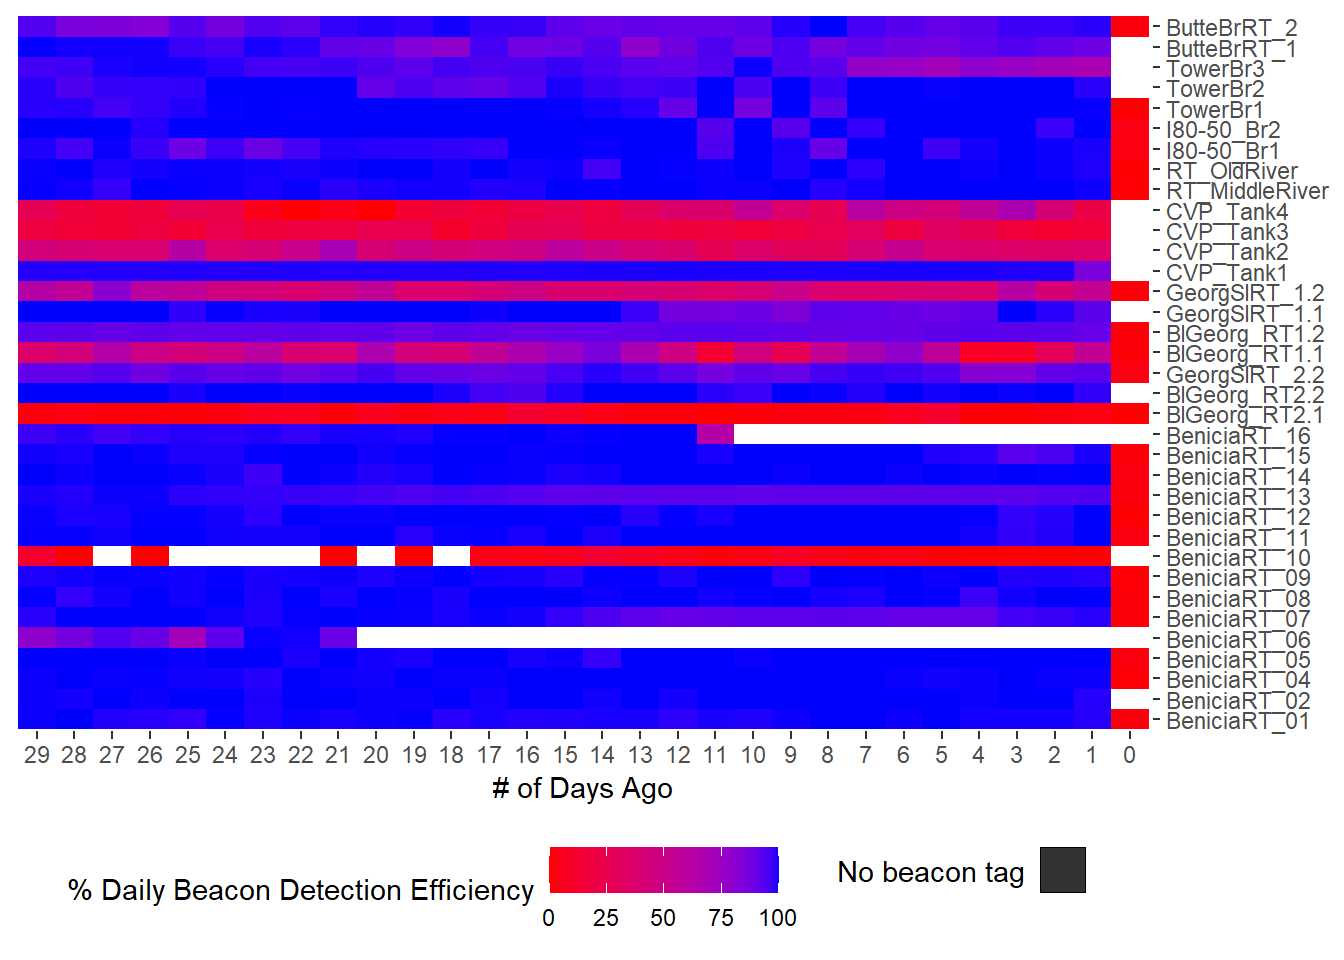 ButteBrRT_2
ButteBrRT_1
TowerBr3
TowerBr2
TowerBr1
I80-50_Br2
I80-50_Br1
RT_OldRiver
RT_MiddleRiver
CVP_Tank4
CVP_Tank3
CVP_Tank2
CVP_Tank1
GeorgSlRT_1.2
GeorgSlRT_1.1
BlGeorg_RT1.2
BlGeorg_RT1.1
GeorgSlRT_2.2
BlGeorg_RT2.2
BlGeorg_RT2.1
BeniciaRT_16
BeniciaRT_15
BeniciaRT_14
BeniciaRT_13
BeniciaRT_12
BeniciaRT_11
BeniciaRT_10
BeniciaRT_09
BeniciaRT_08
BeniciaRT_07
BeniciaRT_06
BeniciaRT_05
BeniciaRT_04
BeniciaRT_02
BeniciaRT_01
29 28 27 26 25 24 23 22 21 20 19 18 17 16 15 14 13 12 11 10 9 8 7 6 5 4 3 2 1 0
# of Days Ago
% Daily Beacon Detection Efficiency
0 25 50 75 100
No beacon tag